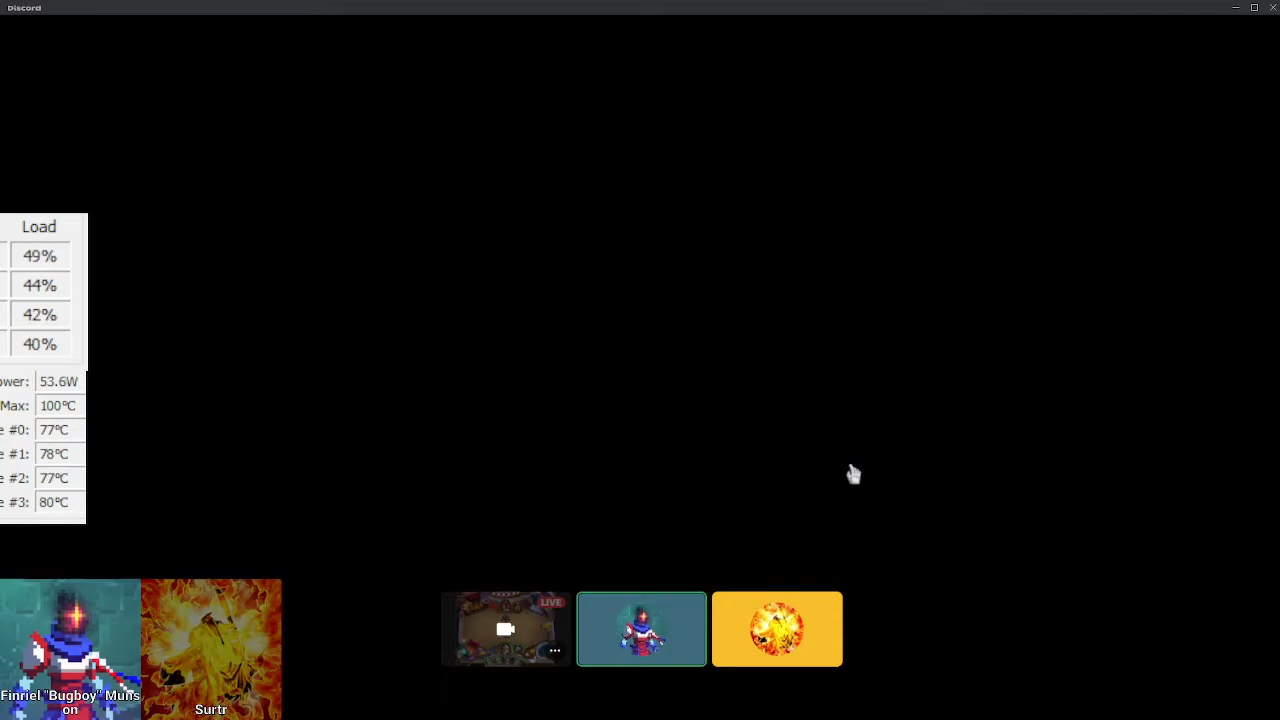 Discord
Load
49%
44%
42%
40%
ower: 53.6W
Max: 100°C
e #0: 77°C
e #1: 78°C
e #2: 77°C
e #3: 80°C
LIVE
Finriel "Bugboy" Muns
on
Surtr